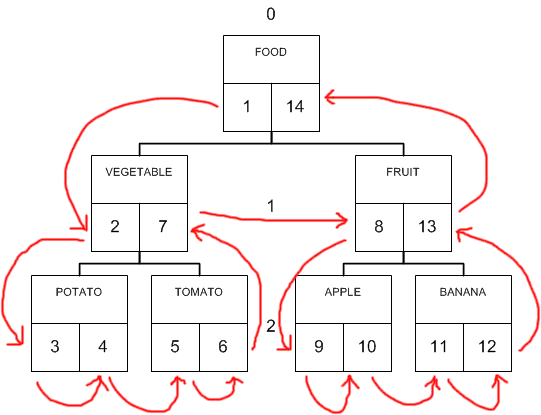 0
FOOD
1 14
VEGETABLE
FRUIT
2 7
1
8 13
POTATO
TOMATO
APPLE
BANANA
3 4
5 6
2
9 10
11 12